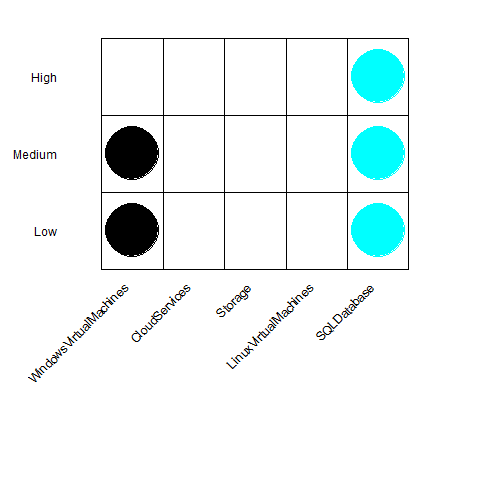 High
Medium
Low
WindowsVirtualMachines
CloudServices
Storage
LinuxVirtualMachines
SQLDatabase